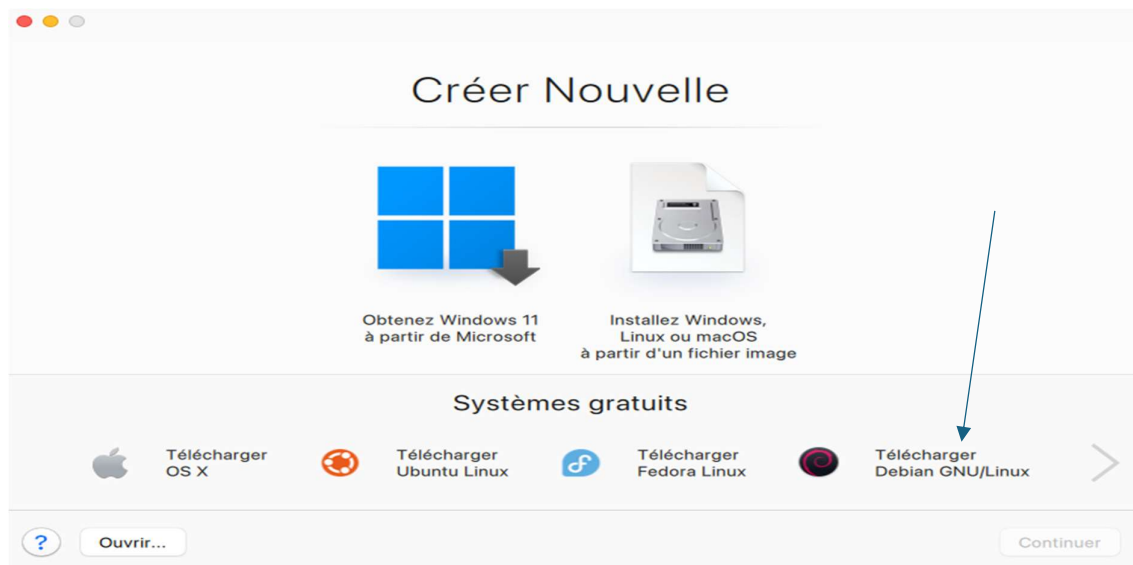 Créer Nouvelle
Obtenez Windows 11
à partir de Microsoft
Installez Windows,
Linux ou macOS
à partir d'un fichier image
Systèmes gratuits
Télécharger
OS X
Télécharger
Ubuntu Linux
Télécharger
Fedora Linux
Télécharger
Debian GNU/Linux
?
Ouvrir...
Continuer